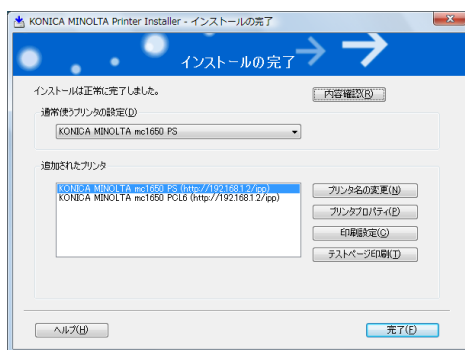 KONICA MINOLTA Printer Installer - インストールの完了
インストールの完了
インストールは正常に完了しました。
内容確認(R)
通常使うプリンタの設定(D)
KONICA MINOLTA mc1650 PS
追加されたプリンタ
KONICA MINOLTA mc1650 PS (http://192.168.1.2/ipp)
KONICA MINOLTA mc1650 PCL6 (http://192.168.1.2/ipp)
プリンタ名の変更(N)
プリンタプロパティ(P)
印刷設定(C)
テストページ印刷(T)
ヘルプ(H)
完了(F)